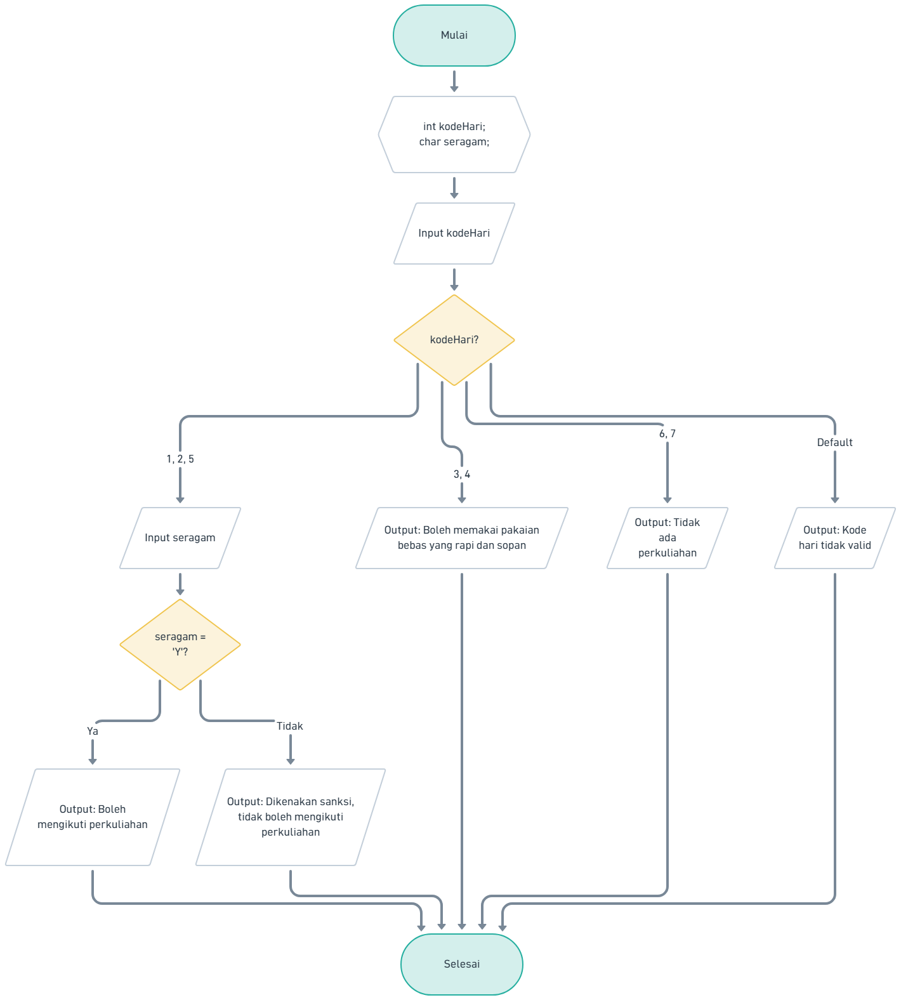 Mulai
int kodeHari;
char seragam;
Input kodeHari
kodeHari?
1, 2, 5
3, 4
6, 7
Default
Input seragam
Output: Boleh memakai pakaian
bebas yang rapi dan sopan
Output: Tidak
ada
perkuliahan
Output: Kode
hari tidak valid
seragam =
'Y'?
Ya
Tidak
Output: Boleh
mengikuti perkuliahan
Output: Dikenakan sanksi,
tidak boleh mengikuti
perkuliahan
Selesai